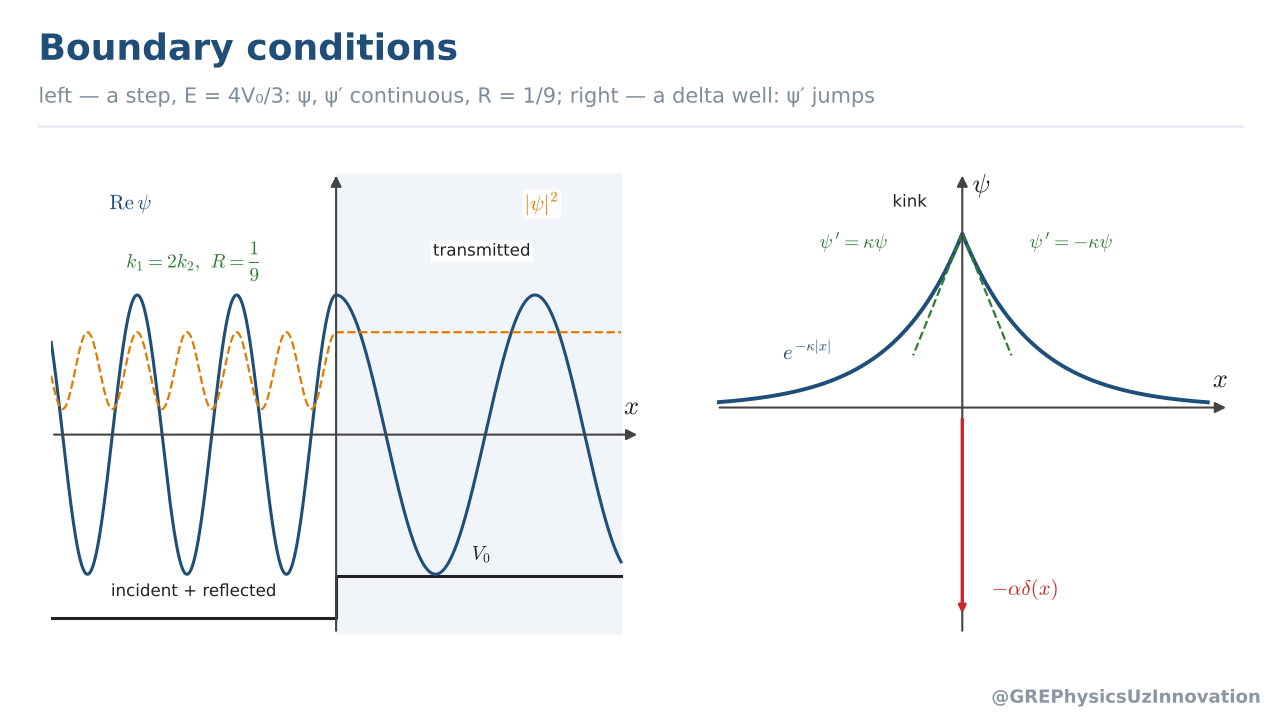 Boundary conditions
left — a step, E = 4V₀/3: ψ, ψ′ continuous, R = 1/9; right — a delta well: ψ′ jumps
Re ψ
|ψ|²
transmitted
k₁ = 2k₂, R = 1/9
x
V₀
incident + reflected
ψ
kink
ψ′ = κψ
ψ′ = −κψ
e^{−κ|x|}
x
−αδ(x)
@GREPhysicsUzInnovation